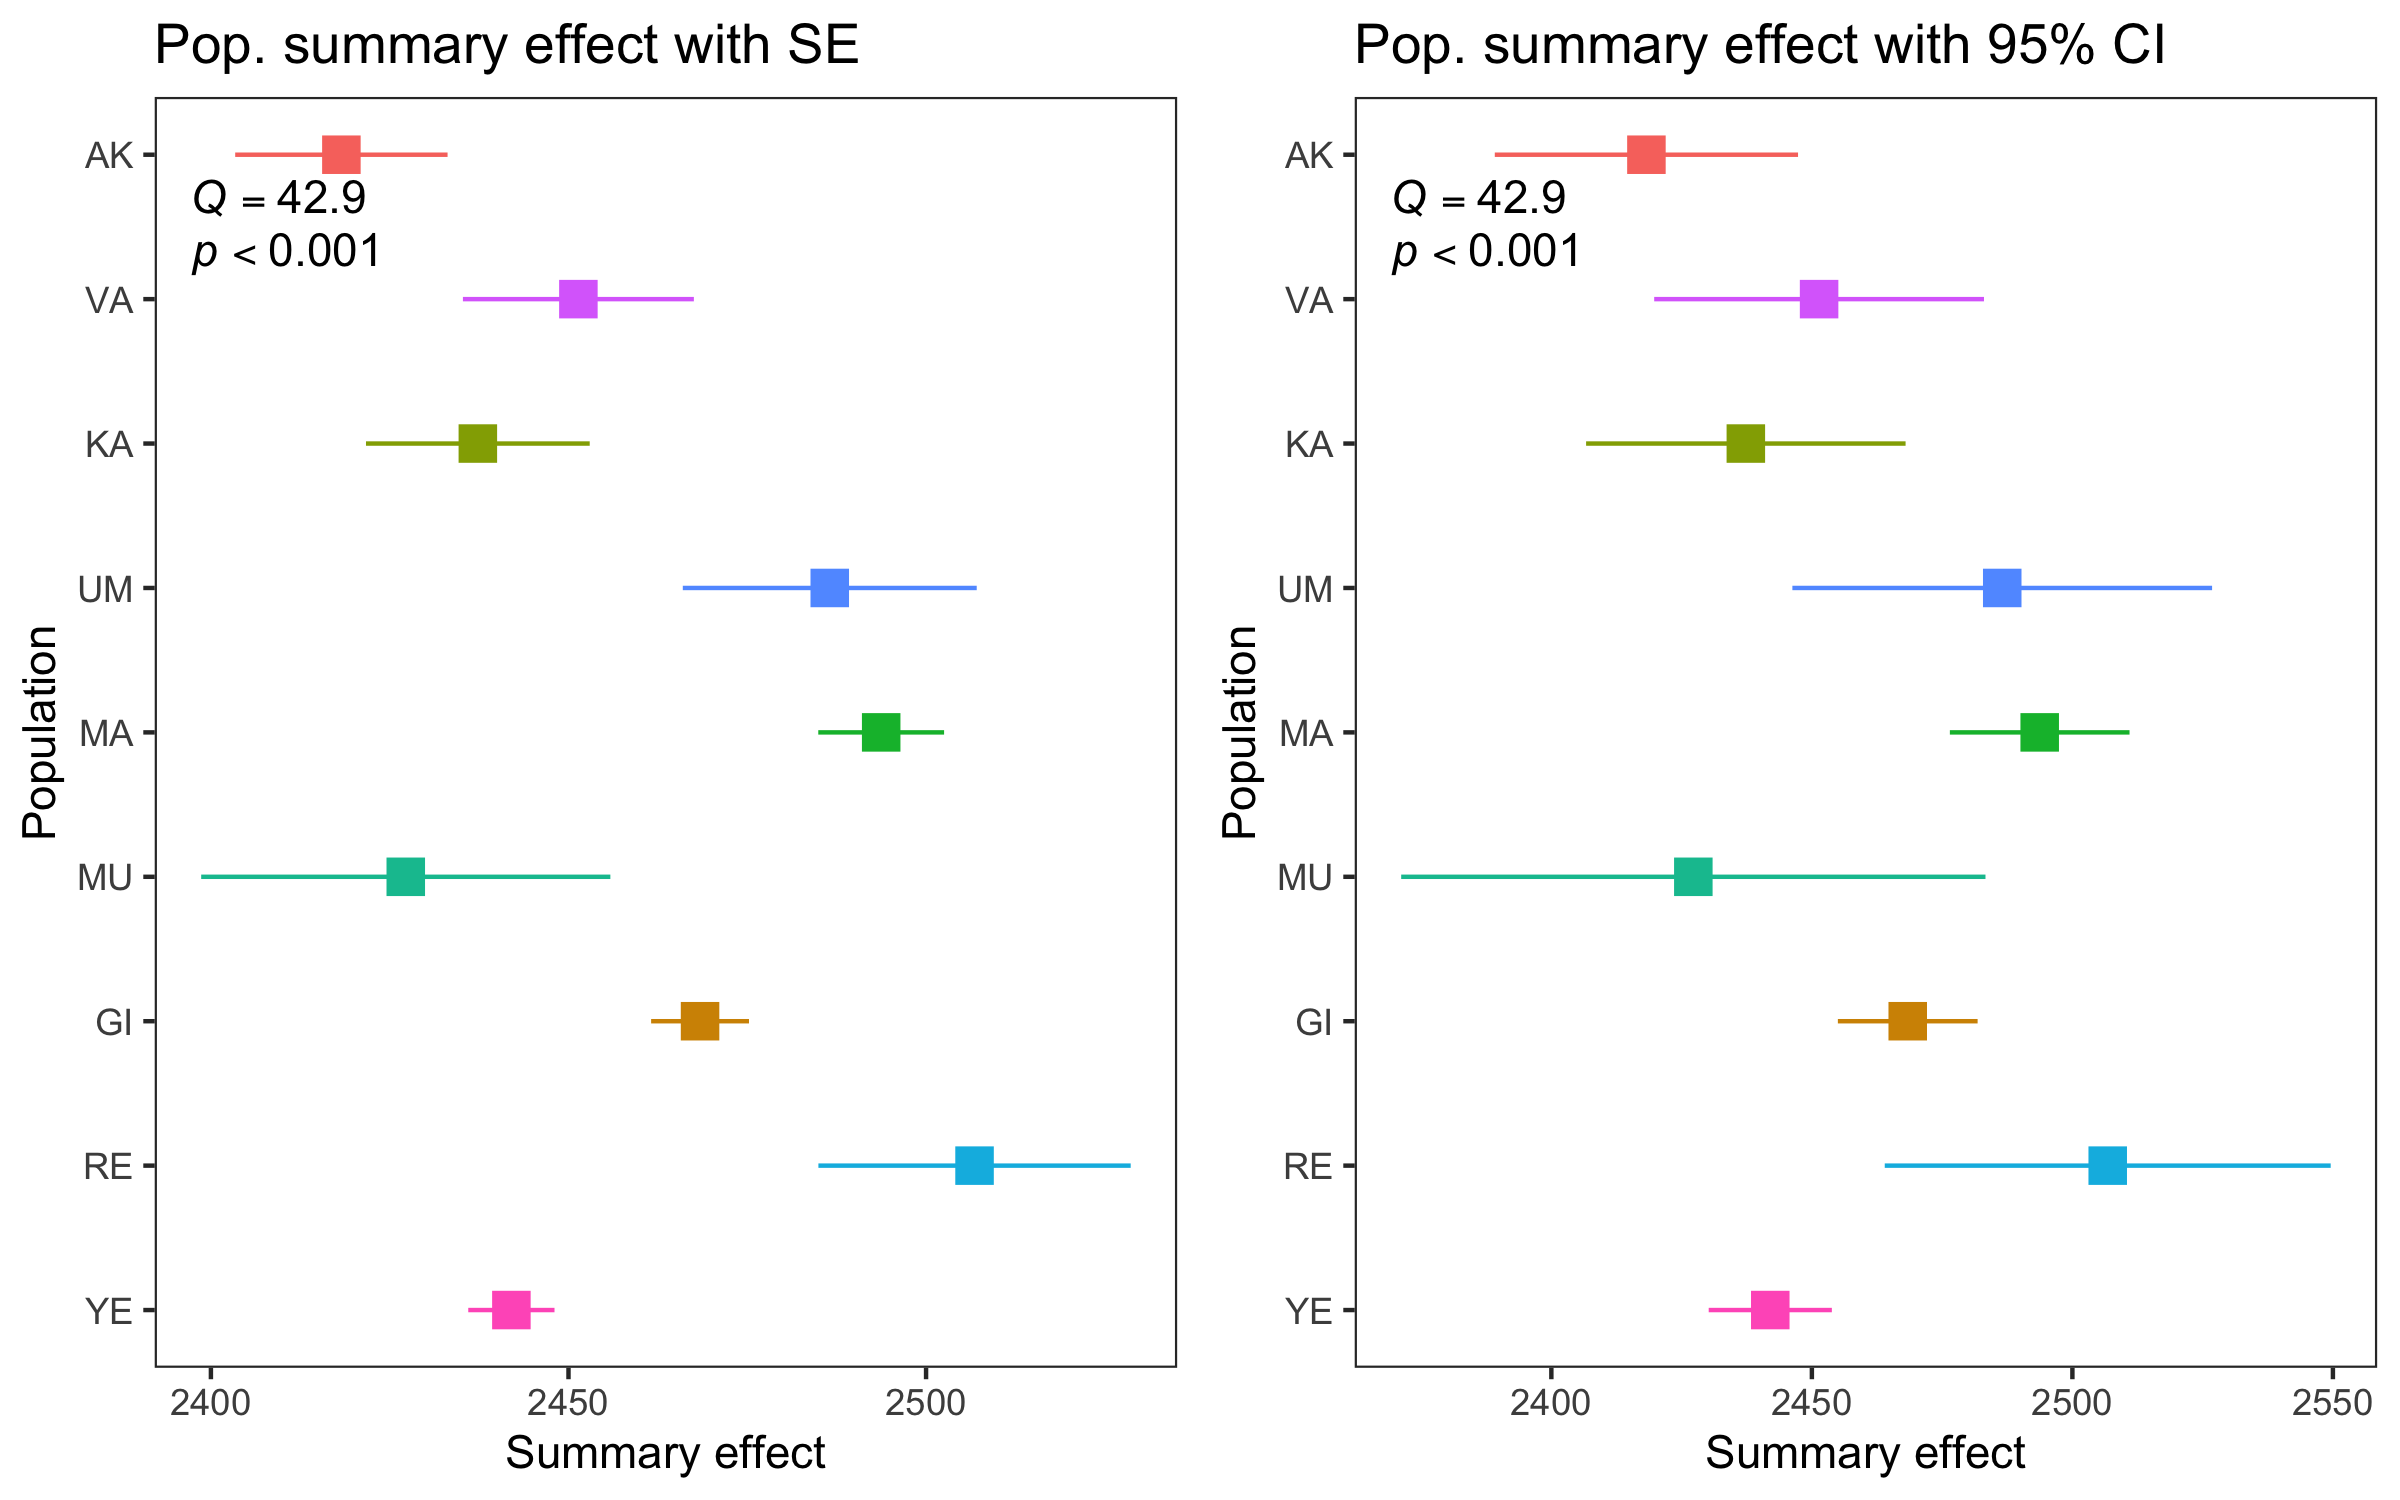 Pop. summary effect with SE
AK
Q = 42.9
p < 0.001
VA
KA
UM
MA
MU
GI
RE
YE
Population
2400 2450 2500
Summary effect
Pop. summary effect with 95% CI
AK
Q = 42.9
p < 0.001
VA
KA
UM
MA
MU
GI
RE
YE
Population
2400 2450 2500 2550
Summary effect